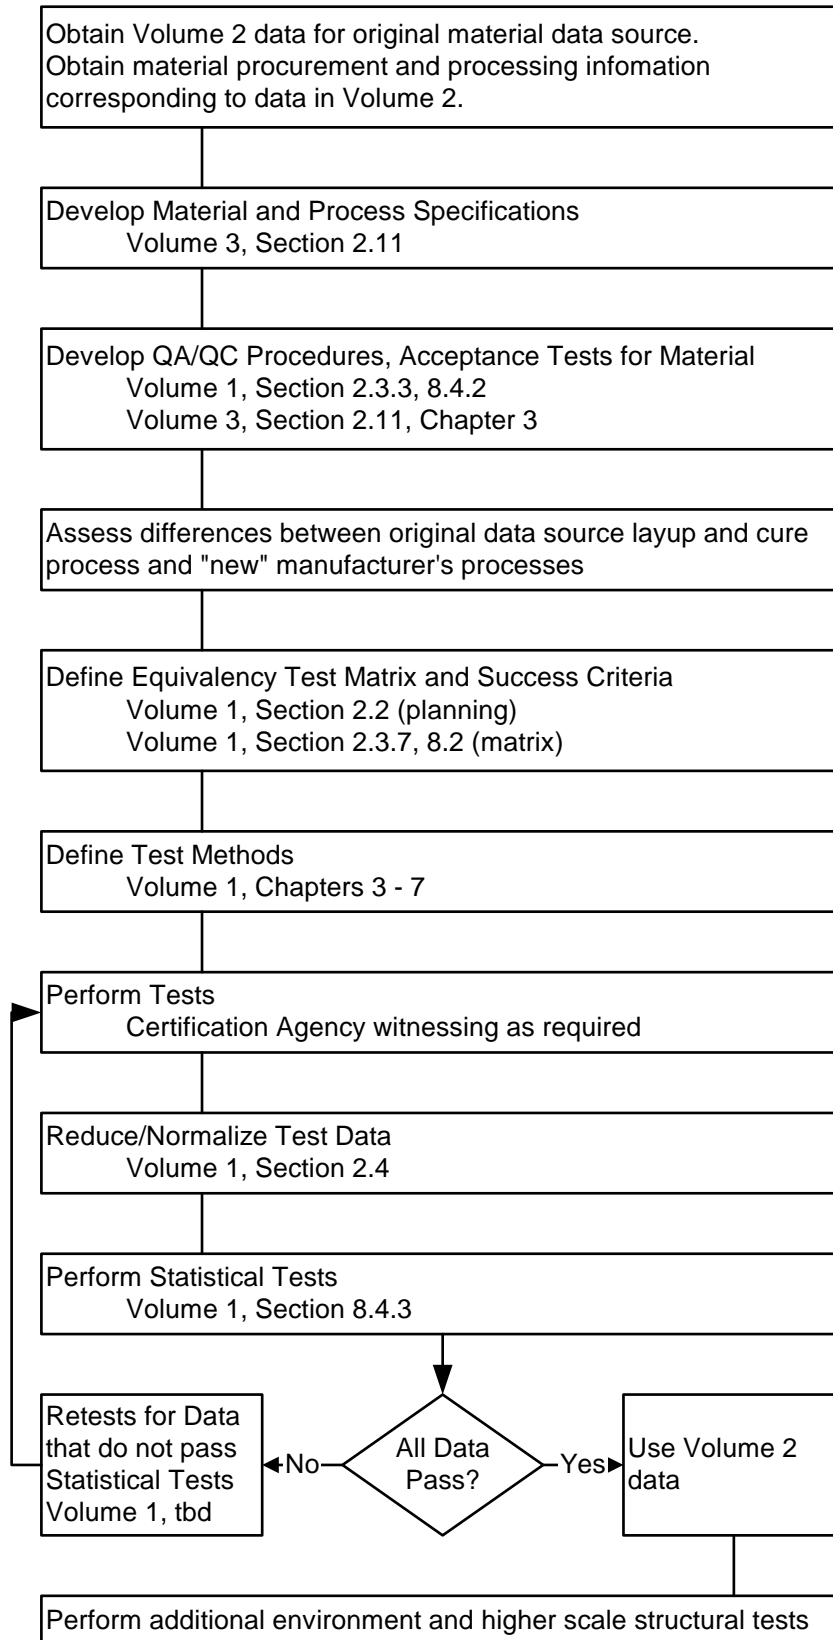 Obtain Volume 2 data for original material data source.
Obtain material procurement and processing infomation
corresponding to data in Volume 2.
Develop Material and Process Specifications
Volume 3, Section 2.11
Develop QA/QC Procedures, Acceptance Tests for Material
Volume 1, Section 2.3.3, 8.4.2
Volume 3, Section 2.11, Chapter 3
Assess differences between original data source layup and cure
process and "new" manufacturer's processes
Define Equivalency Test Matrix and Success Criteria
Volume 1, Section 2.2 (planning)
Volume 1, Section 2.3.7, 8.2 (matrix)
Define Test Methods
Volume 1, Chapters 3 - 7
Perform Tests
Certification Agency witnessing as required
Reduce/Normalize Test Data
Volume 1, Section 2.4
Perform Statistical Tests
Volume 1, Section 8.4.3
Retests for Data
that do not pass
Statistical Tests
Volume 1, tbd
No
All Data
Pass?
Yes
Use Volume 2
data
Perform additional environment and higher scale structural tests